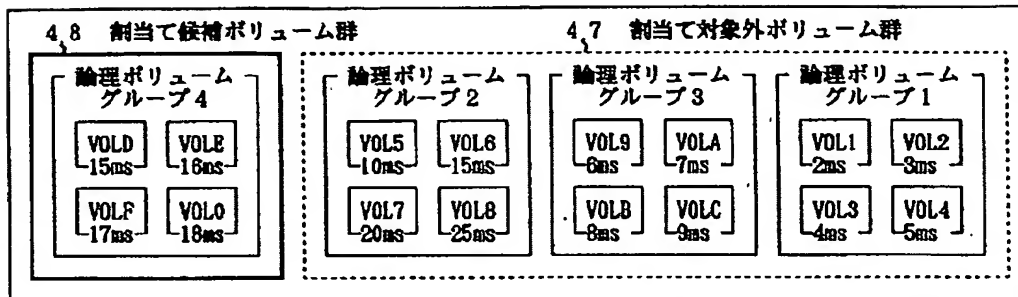 48 割当て候補ボリューム群
47 割当て対象外ボリューム群
論理ボリューム
グループ4
VOLD
15ms
VOLE
16ms
VOLF
17ms
VOLO
18ms
論理ボリューム
グループ2
VOL5
10ms
VOL6
15ms
VOL7
20ms
VOL8
25ms
論理ボリューム
グループ3
VOL9
6ms
VOLA
7ms
VOLB
8ms
VOLC
9ms
論理ボリューム
グループ1
VOL1
2ms
VOL2
3ms
VOL3
4ms
VOL4
5ms